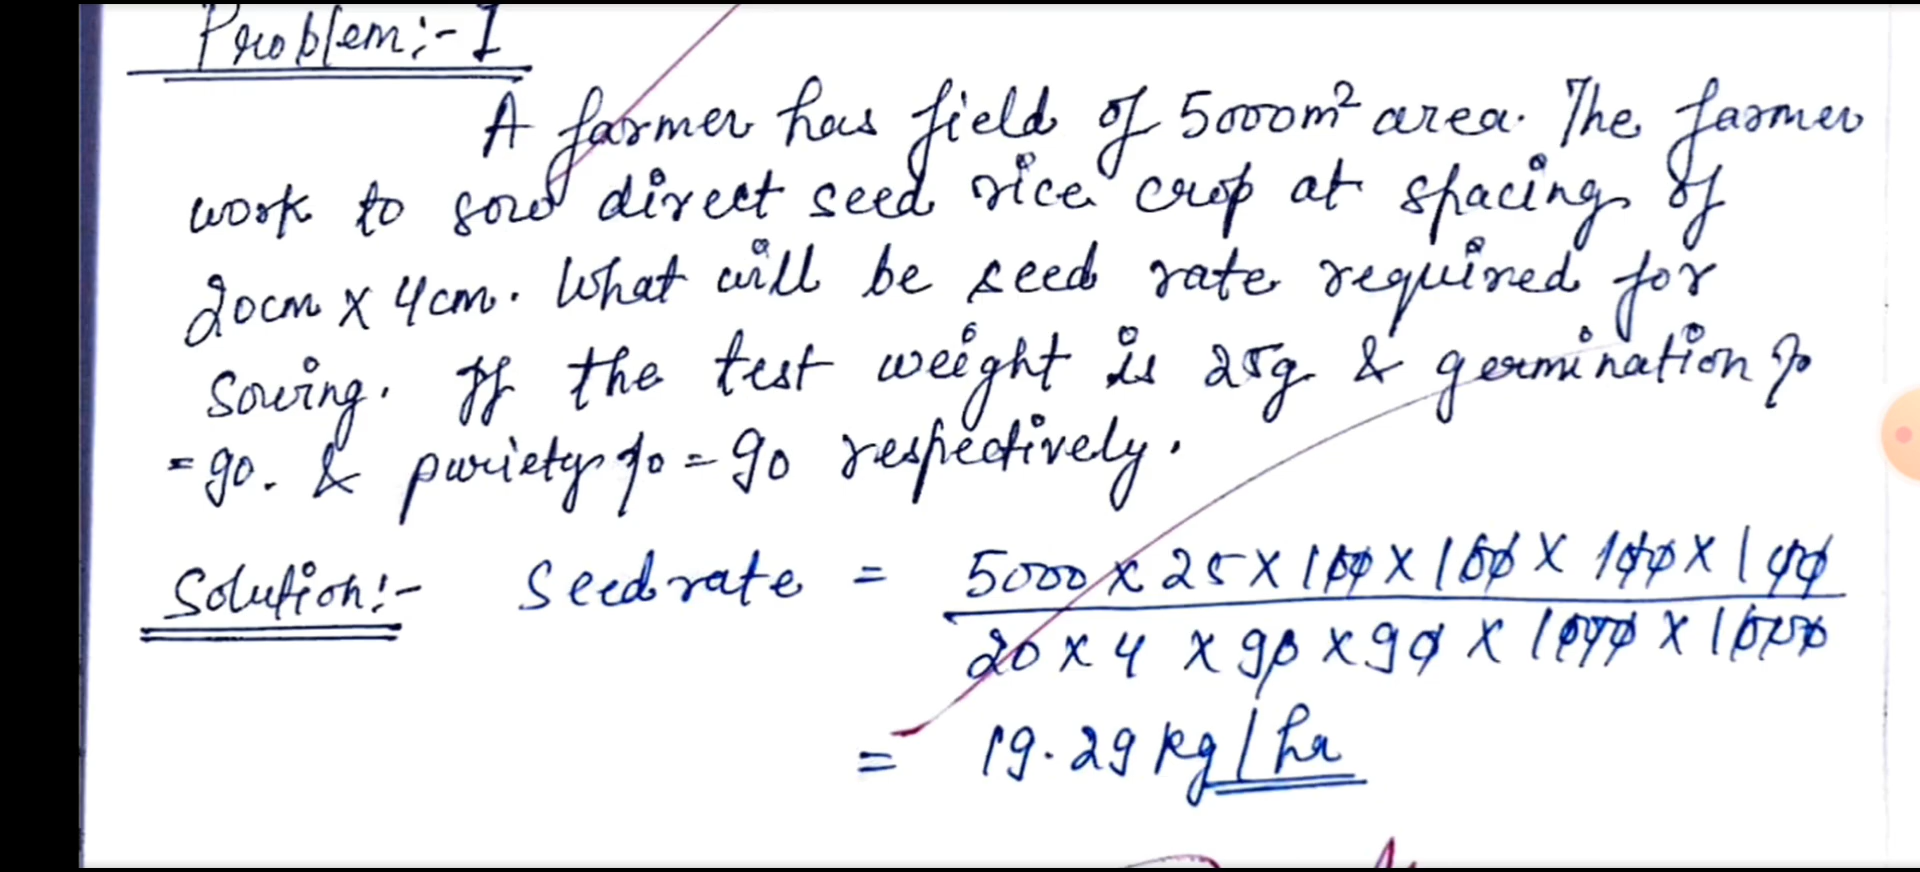 Problem:- I
A farmer has field of 5000m² area. The farmer
work to sow direct seed rice crop at spacing of
20cm x 4cm. What will be seed rate required for
Sowing. If the test weight is 25g & germination %
= 90. & puriety % = 90 respectively.
Solution:- Seed rate = 5000 x 25 x 100 x 100 x 100 x 100
20 x 4 x 90 x 90 x 1000 x 1000
= 19.29 kg/ha